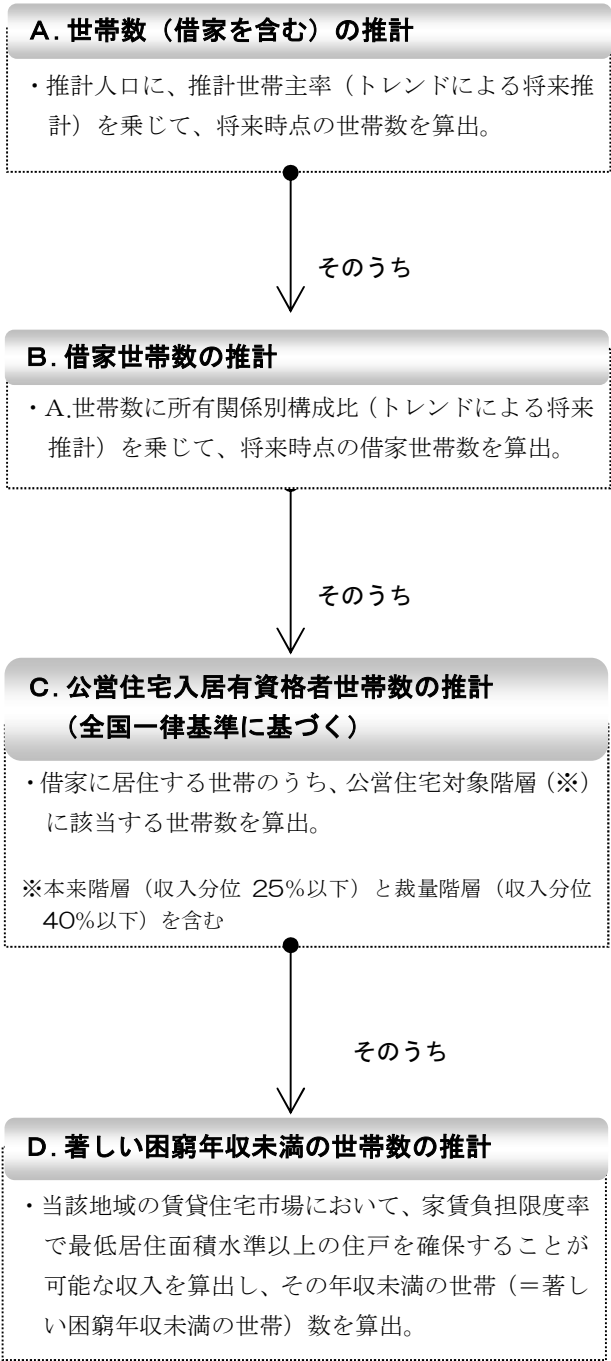 A.世帯数（借家を含む）の推計
・推計人口に、推計世帯主率（トレンドによる将来推
計）を乗じて、将来時点の世帯数を算出。
そのうち
B.借家世帯数の推計
・A.世帯数に所有関係別構成比（トレンドによる将来
推計）を乗じて、将来時点の借家世帯数を算出。
そのうち
C.公営住宅入居有資格者世帯数の推計
（全国一律基準に基づく）
・借家に居住する世帯のうち、公営住宅対象階層（※）
に該当する世帯数を算出。
※本来階層（収入分位 25％以下）と裁量階層（収入分位
40％以下）を含む
そのうち
D.著しい困窮年収未満の世帯数の推計
・当該地域の賃貸住宅市場において、家賃負担限度率
で最低居住面積水準以上の住戸を確保することが
可能な収入を算出し、その年収未満の世帯（＝著し
い困窮年収未満の世帯）数を算出。